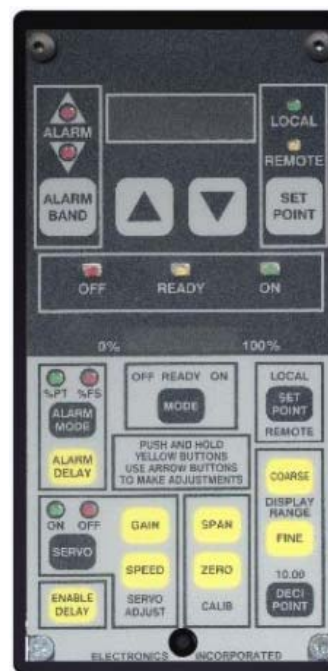 ALARM
LOCAL
REMOTE
ALARM
BAND
SET
POINT
OFF READY ON
0% 100%
%PT %FS
ALARM
MODE
ALARM
DELAY
OFF READY ON
MODE
LOCAL
SET
POINT
REMOTE
PUSH AND HOLD
YELLOW BUTTONS
USE ARROW BUTTONS
TO MAKE ADJUSTMENTS
ON OFF
SERVO
ENABLE
DELAY
GAIN
SPEED
SERVO
ADJUST
SPAN
ZERO
CALIB
COARSE
DISPLAY
RANGE
FINE
10.00
DECI
POINT
ELECTRONICS INCORPORATED